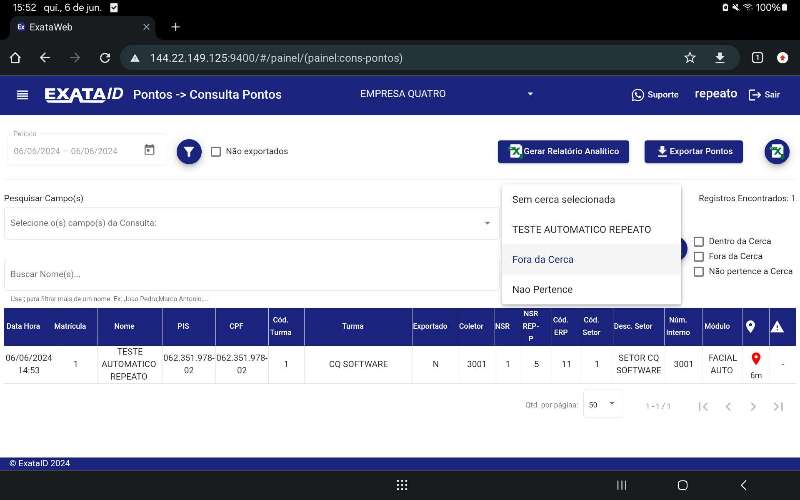 15:52 qui., 6 de jun.
100%
Ex ExataWeb
144.22.149.125:9400/#/painel/(painel:cons-pontos)
1
EXATAID Pontos -> Consulta Pontos EMPRESA QUATRO Suporte repeato Sair
Período
06/06/2024 – 06/06/2024
Não exportados
Gerar Relatório Analítico
Exportar Pontos
Pesquisar Campo(s)
Selecione o(s) campo(s) da Consulta:
Sem cerca selecionada
TESTE AUTOMATICO REPEATO
Fora da Cerca
Nao Pertence
Registros Encontrados: 1
Dentro da Cerca
Fora da Cerca
Não pertence a Cerca
Buscar Nome(s)...
Use ; para filtrar mais de um nome. Ex: Joao Pedro;Marco Antonio;...
Data Hora Matrícula Nome PIS CPF Cód. Turma Turma Exportado Coletor NSR NSR REP-P Cód. ERP Cód. Setor Desc. Setor Núm. Interno Módulo
06/06/2024 14:53 1 TESTE AUTOMATICO REPEATO 062.351.978-02 062.351.978-02 1 CQ SOFTWARE N 3001 1 5 11 1 SETOR CQ SOFTWARE 3001 FACIAL AUTO 6m -
Qtd. por página: 50 1 - 1 / 1
© ExataID 2024